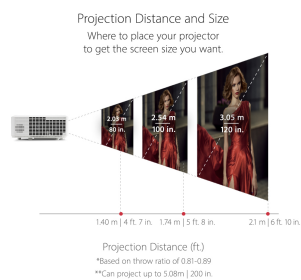 Projection Distance and Size
Where to place your projector
to get the screen size you want.
2.03 m
80 in.
2.54 m
100 in.
3.05 m
120 in.
1.40 m | 4 ft. 7 in.
1.74 m | 5 ft. 8 in.
2.1 m | 6 ft. 10 in.
Projection Distance (ft.)
*Based on throw ratio of 0.81-0.89
**Can project up to 5.08m | 200 in.